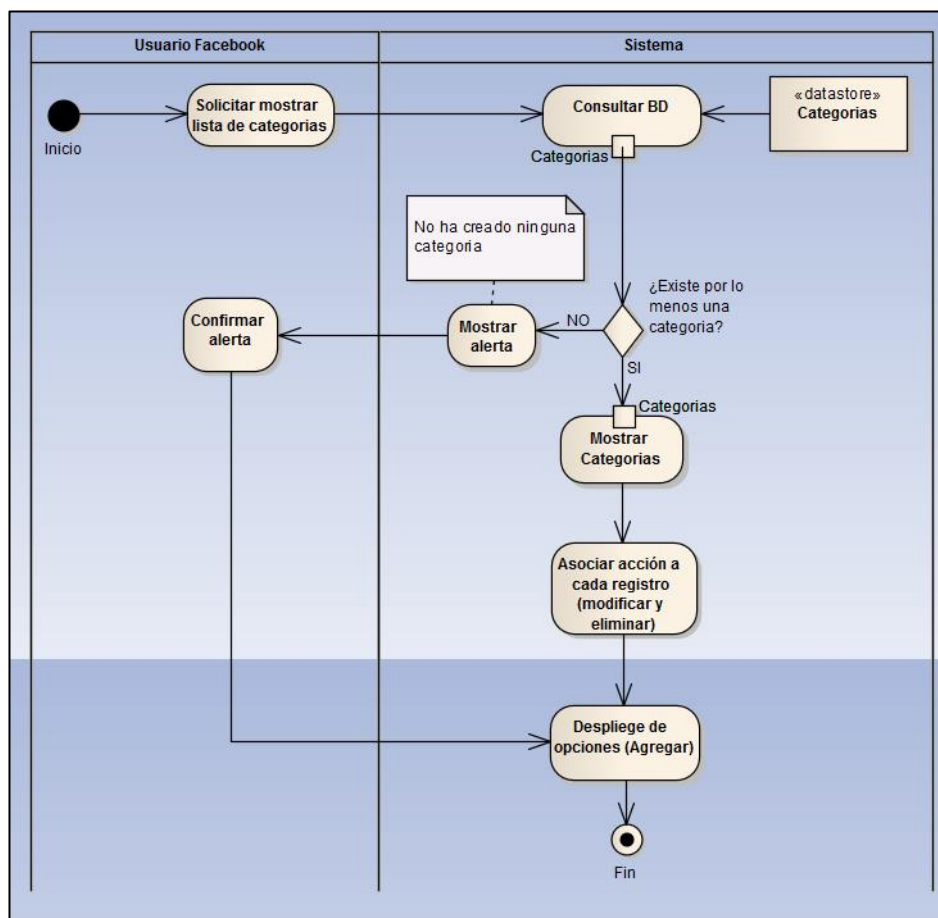 Usuario Facebook
Sistema
Inicio
Solicitar mostrar
lista de categorias
Consultar BD
Categorias
«datastore»
Categorias
No ha creado ninguna
categoria
¿Existe por lo
menos una
categoria?
NO
SI
Mostrar
alerta
Confirmar
alerta
Categorias
Mostrar
Categorias
Asociar acción a
cada registro
(modificar y
eliminar)
Despliege de
opciones (Agregar)
Fin